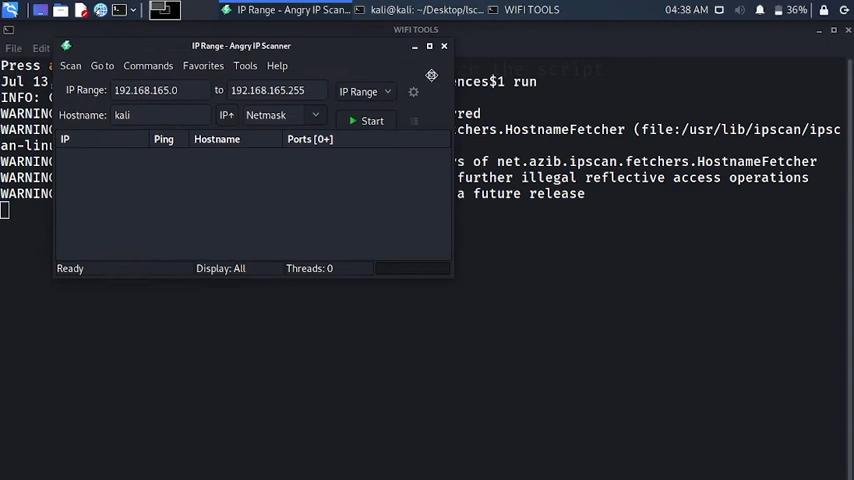 IP Range - Angry IP Scan... kali@kali: ~/Desktop/lsc... WIFI TOOLS 04:38 AM 36%
WIFI TOOLS
File Edi
IP Range - Angry IP Scanner
Press a
Scan Go to Commands Favorites Tools Help
Jul 13, ences$1 run
IP Range: 192.168.165.0 to 192.168.165.255 IP Range
INFO:
Hostname: kali IP↑ Netmask Start
WARNING red
WARNING hers.HostnameFetcher (file:/usr/lib/ipscan/ipsc
an-linu
IP Ping Hostname Ports [0+]
WARNING rs of net.azib.ipscan.fetchers.HostnameFetcher
WARNING further illegal reflective access operations
WARNING a future release
Ready Display: All Threads: 0